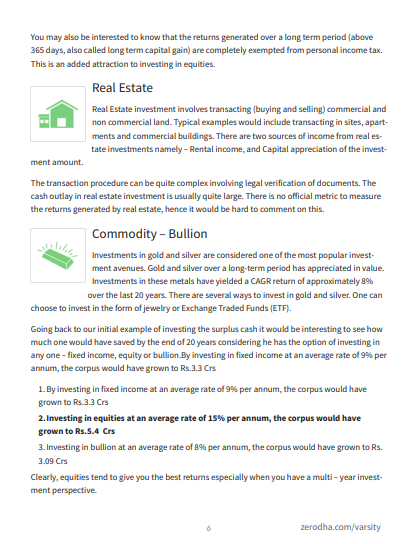 You may also be interested to know that the returns generated over a long term period (above
365 days, also called long term capital gain) are completely exempted from personal income tax.
This is an added attraction to investing in equities.
Real Estate
Real Estate investment involves transacting (buying and selling) commercial and
non commercial land. Typical examples would include transacting in sites, apart-
ments and commercial buildings. There are two sources of income from real es-
tate investments namely – Rental income, and Capital appreciation of the invest-
ment amount.
The transaction procedure can be quite complex involving legal verification of documents. The
cash outlay in real estate investment is usually quite large. There is no official metric to measure
the returns generated by real estate, hence it would be hard to comment on this.
Commodity – Bullion
Investments in gold and silver are considered one of the most popular invest-
ment avenues. Gold and silver over a long-term period has appreciated in value.
Investments in these metals have yielded a CAGR return of approximately 8%
over the last 20 years. There are several ways to invest in gold and silver. One can
choose to invest in the form of jewelry or Exchange Traded Funds (ETF).
Going back to our initial example of investing the surplus cash it would be interesting to see how
much one would have saved by the end of 20 years considering he has the option of investing in
any one – fixed income, equity or bullion.By investing in fixed income at an average rate of 9% per
annum, the corpus would have grown to Rs.3.3 Crs
1. By investing in fixed income at an average rate of 9% per annum, the corpus would have
grown to Rs.3.3 Crs
2. Investing in equities at an average rate of 15% per annum, the corpus would have
grown to Rs.5.4 Crs
3. Investing in bullion at an average rate of 8% per annum, the corpus would have grown to Rs.
3.09 Crs
Clearly, equities tend to give you the best returns especially when you have a multi – year invest-
ment perspective.
6
zerodha.com/varsity